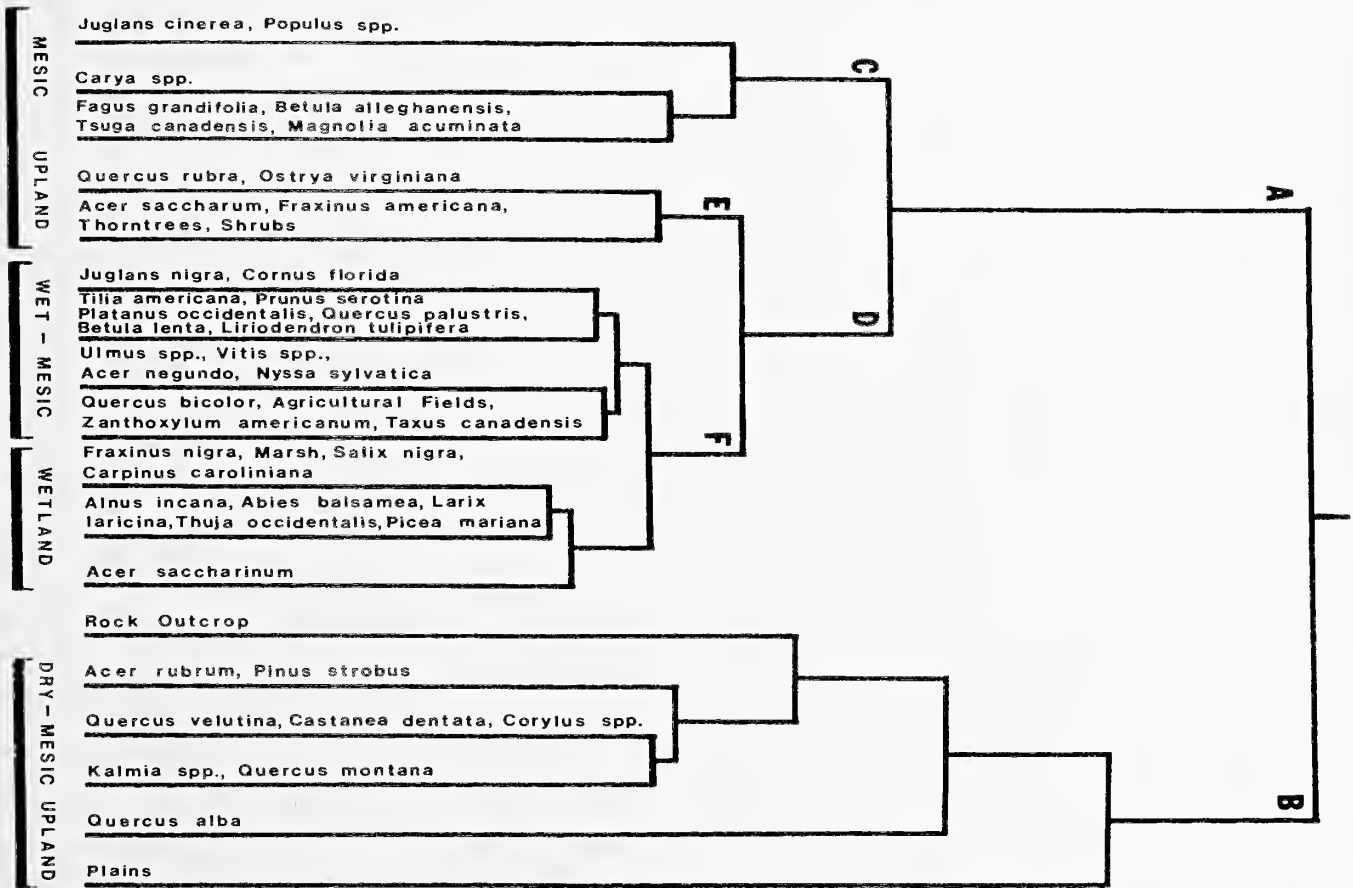 Juglans cinerea, Populus spp.
Carya spp.
Fagus grandifolia, Betula alleghanensis,
Tsuga canadensis, Magnolia acuminata
Quercus rubra, Ostrya virginiana
Acer saccharum, Fraxinus americana,
Thorntrees, Shrubs
Juglans nigra, Cornus florida
Tilia americana, Prunus serotina
Platanus occidentalis, Quercus palustris,
Betula lenta, Liriodendron tulipifera
Ulmus spp., Vitis spp.,
Acer negundo, Nyssa sylvatica
Quercus bicolor, Agricultural Fields,
Zanthoxylum americanum, Taxus canadensis
Fraxinus nigra, Marsh, Salix nigra,
Carpinus caroliniana
Alnus incana, Abies balsamea, Larix
laricina, Thuja occidentalis, Picea mariana
Acer saccharinum
Rock Outcrop
Acer rubrum, Pinus strobus
Quercus velutina, Castanea dentata, Corylus spp.
Kalmia spp., Quercus montana
Quercus alba
Plains
MESIC UPLAND
WET - MESIC
WETLAND
DRY - MESIC UPLAND
C
E
D
F
A
B